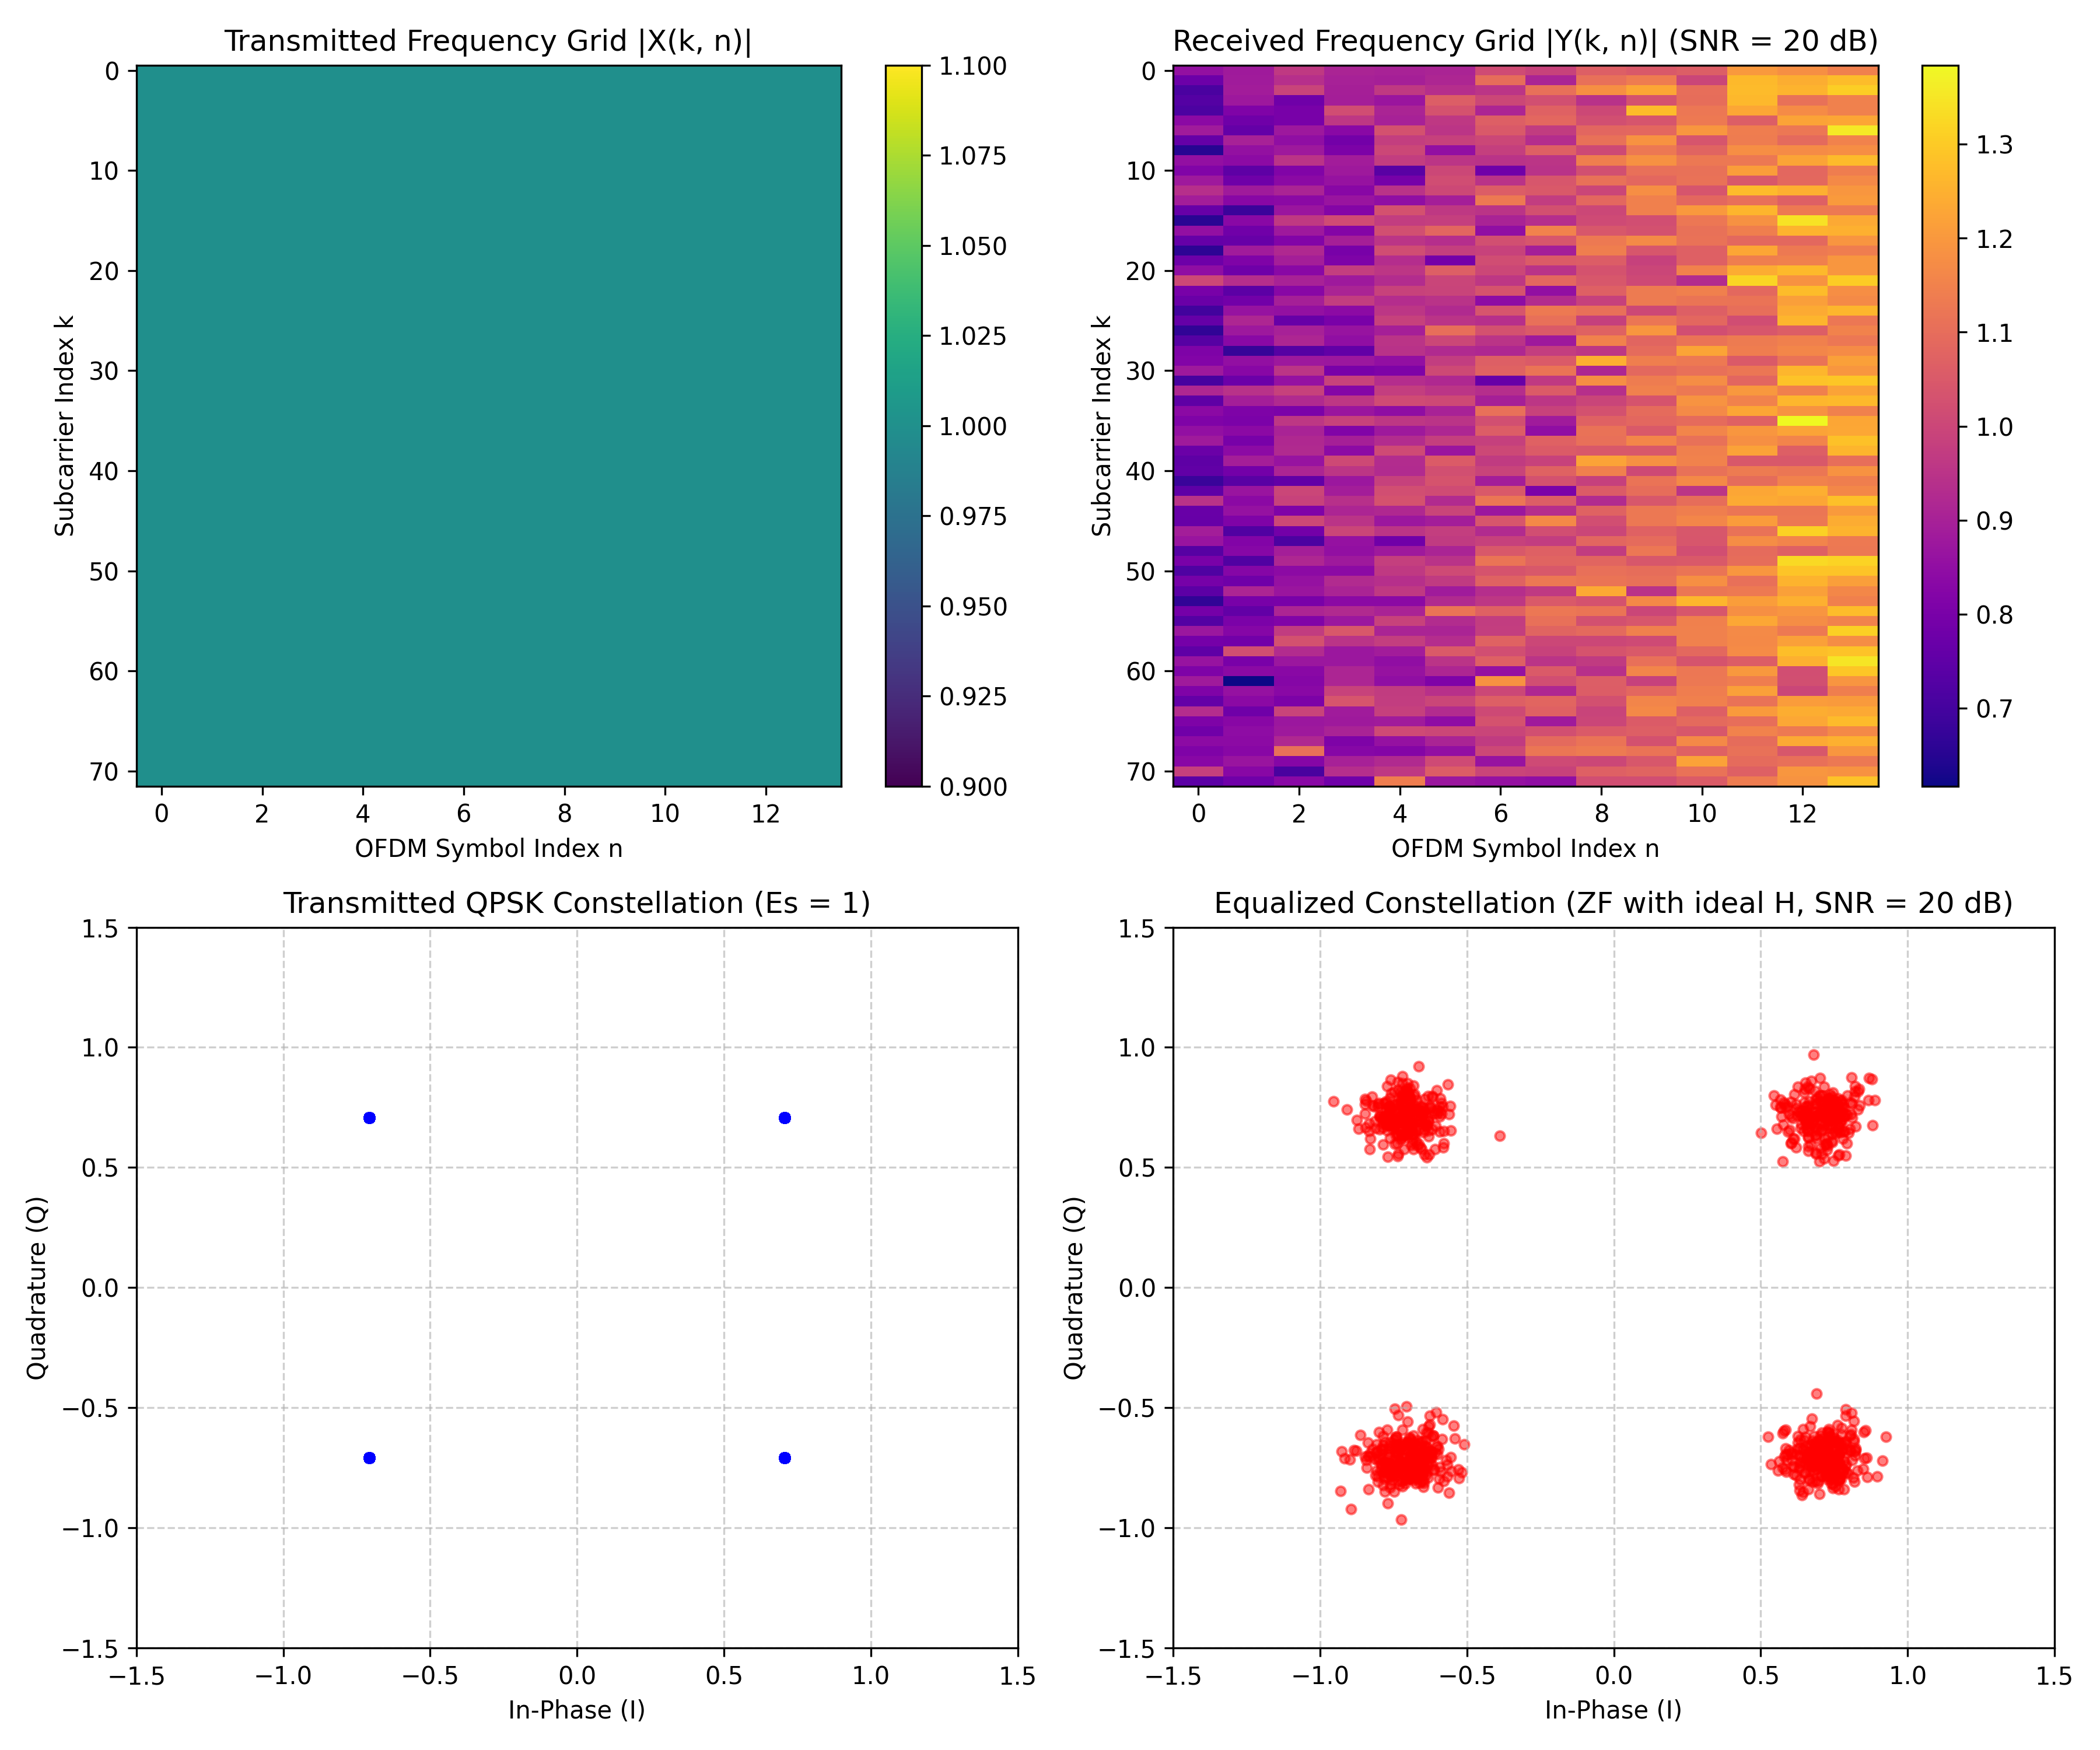 Transmitted Frequency Grid |X(k, n)|
0
10
20
30
40
50
60
70
Subcarrier Index k
0 2 4 6 8 10 12
OFDM Symbol Index n
1.100
1.075
1.050
1.025
1.000
0.975
0.950
0.925
0.900
Received Frequency Grid |Y(k, n)| (SNR = 20 dB)
0
10
20
30
40
50
60
70
Subcarrier Index k
0 2 4 6 8 10 12
OFDM Symbol Index n
1.3
1.2
1.1
1.0
0.9
0.8
0.7
Transmitted QPSK Constellation (Es = 1)
1.5
1.0
0.5
0.0
−0.5
−1.0
−1.5
Quadrature (Q)
−1.5 −1.0 −0.5 0.0 0.5 1.0 1.5
In-Phase (I)
Equalized Constellation (ZF with ideal H, SNR = 20 dB)
1.5
1.0
0.5
0.0
−0.5
−1.0
−1.5
Quadrature (Q)
−1.5 −1.0 −0.5 0.0 0.5 1.0 1.5
In-Phase (I)